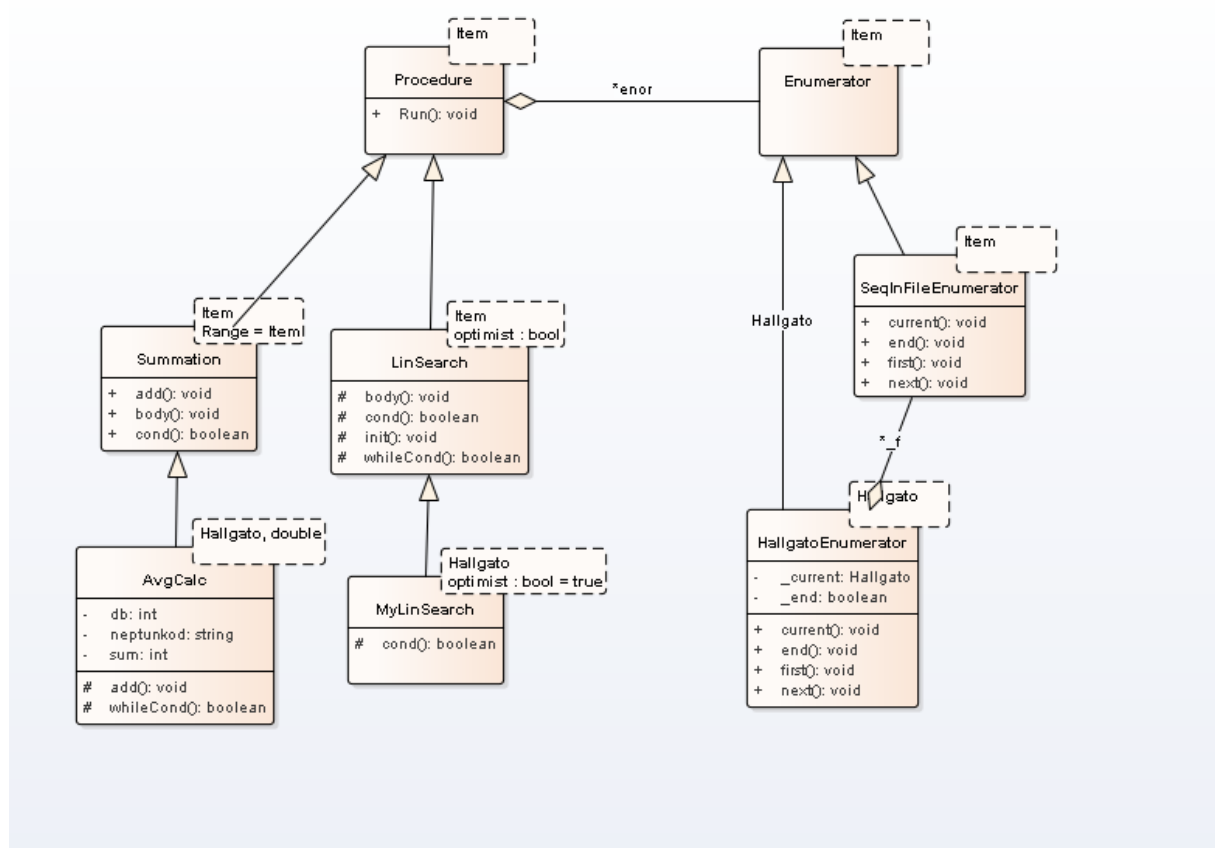 Item
Procedure
+ Run(): void
*enor
Item
Enumerator
Item
Range = Item
Summation
+ add(): void
+ body(): void
+ cond(): boolean
Item
optimist : bool
LinSearch
# body(): void
# cond(): boolean
# init(): void
# whileCond(): boolean
Hallgato
Item
SeqInFileEnumerator
+ current(): void
+ end(): void
+ first(): void
+ next(): void
*_f
Hallgato, double
AvgCalc
- db: int
- neptunkod: string
- sum: int
# add(): void
# whileCond(): boolean
Hallgato
optimist : bool = true
MyLinSearch
# cond(): boolean
Hallgato
HallgatoEnumerator
- _current: Hallgato
- _end: boolean
+ current(): void
+ end(): void
+ first(): void
+ next(): void